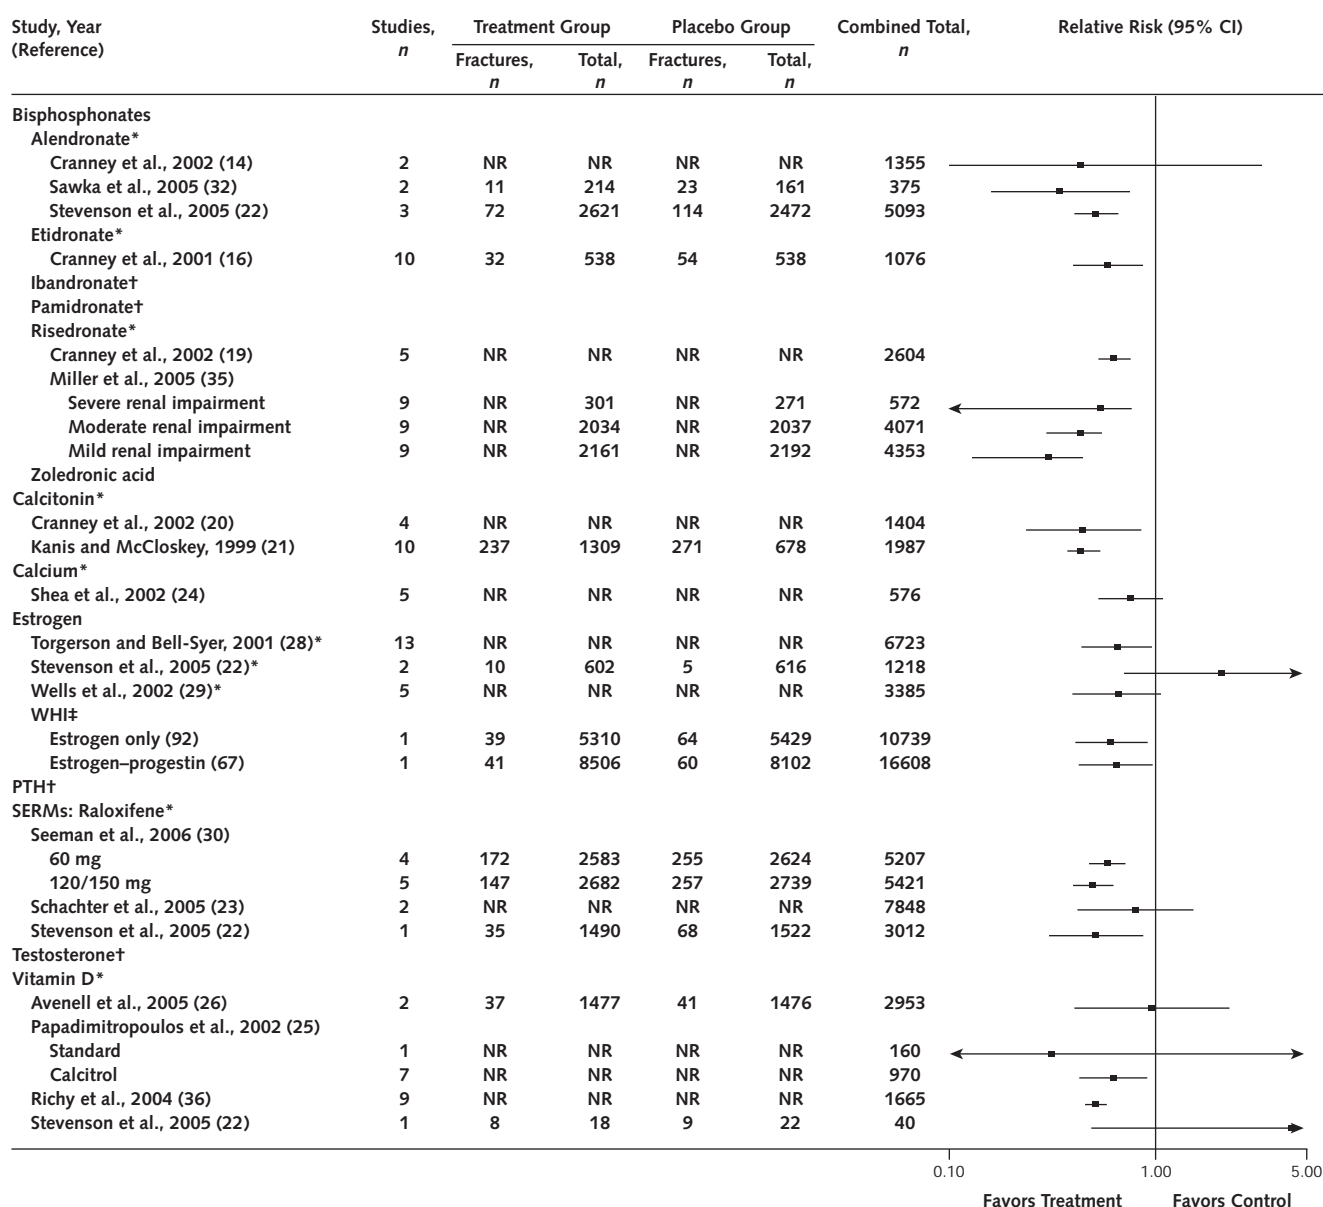 Study, Year Studies, Treatment Group Placebo Group Combined Total, Relative Risk (95% CI)
(Reference) n n
Fractures, Total, Fractures, Total,
n n n n
Bisphosphonates
Alendronate*
Cranney et al., 2002 (14) 2 NR NR NR NR 1355
Sawka et al., 2005 (32) 2 11 214 23 161 375
Stevenson et al., 2005 (22) 3 72 2621 114 2472 5093
Etidronate*
Cranney et al., 2001 (16) 10 32 538 54 538 1076
Ibandronate†
Pamidronate†
Risedronate*
Cranney et al., 2002 (19) 5 NR NR NR NR 2604
Miller et al., 2005 (35)
Severe renal impairment 9 NR 301 NR 271 572
Moderate renal impairment 9 NR 2034 NR 2037 4071
Mild renal impairment 9 NR 2161 NR 2192 4353
Zoledronic acid
Calcitonin*
Cranney et al., 2002 (20) 4 NR NR NR NR 1404
Kanis and McCloskey, 1999 (21) 10 237 1309 271 678 1987
Calcium*
Shea et al., 2002 (24) 5 NR NR NR NR 576
Estrogen
Torgerson and Bell-Syer, 2001 (28)* 13 NR NR NR NR 6723
Stevenson et al., 2005 (22)* 2 10 602 5 616 1218
Wells et al., 2002 (29)* 5 NR NR NR NR 3385
WHI‡
Estrogen only (92) 1 39 5310 64 5429 10739
Estrogen–progestin (67) 1 41 8506 60 8102 16608
PTH†
SERMs: Raloxifene*
Seeman et al., 2006 (30)
60 mg 4 172 2583 255 2624 5207
120/150 mg 5 147 2682 257 2739 5421
Schachter et al., 2005 (23) 2 NR NR NR NR 7848
Stevenson et al., 2005 (22) 1 35 1490 68 1522 3012
Testosterone†
Vitamin D*
Avenell et al., 2005 (26) 2 37 1477 41 1476 2953
Papadimitropoulos et al., 2002 (25)
Standard 1 NR NR NR NR 160
Calcitrol 7 NR NR NR NR 970
Richy et al., 2004 (36) 9 NR NR NR NR 1665
Stevenson et al., 2005 (22) 1 8 18 9 22 40
0.10 1.00 5.00
Favors Treatment Favors Control